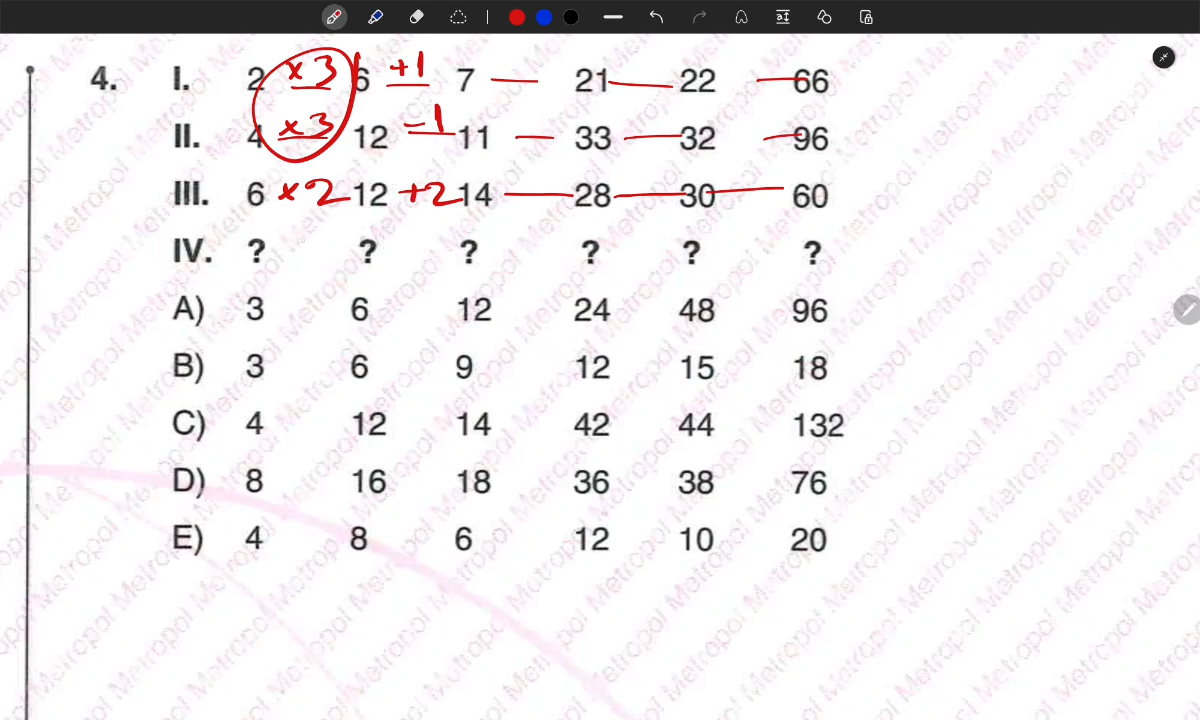 4. I. 2 ×3 6 +1 7 21 22 66
II. 4 ×3 12 -1 11 33 32 96
III. 6 ×2 12 +2 14 28 30 60
IV. ? ? ? ? ? ?
A) 3 6 12 24 48 96
B) 3 6 9 12 15 18
C) 4 12 14 42 44 132
D) 8 16 18 36 38 76
E) 4 8 6 12 10 20
Metropol